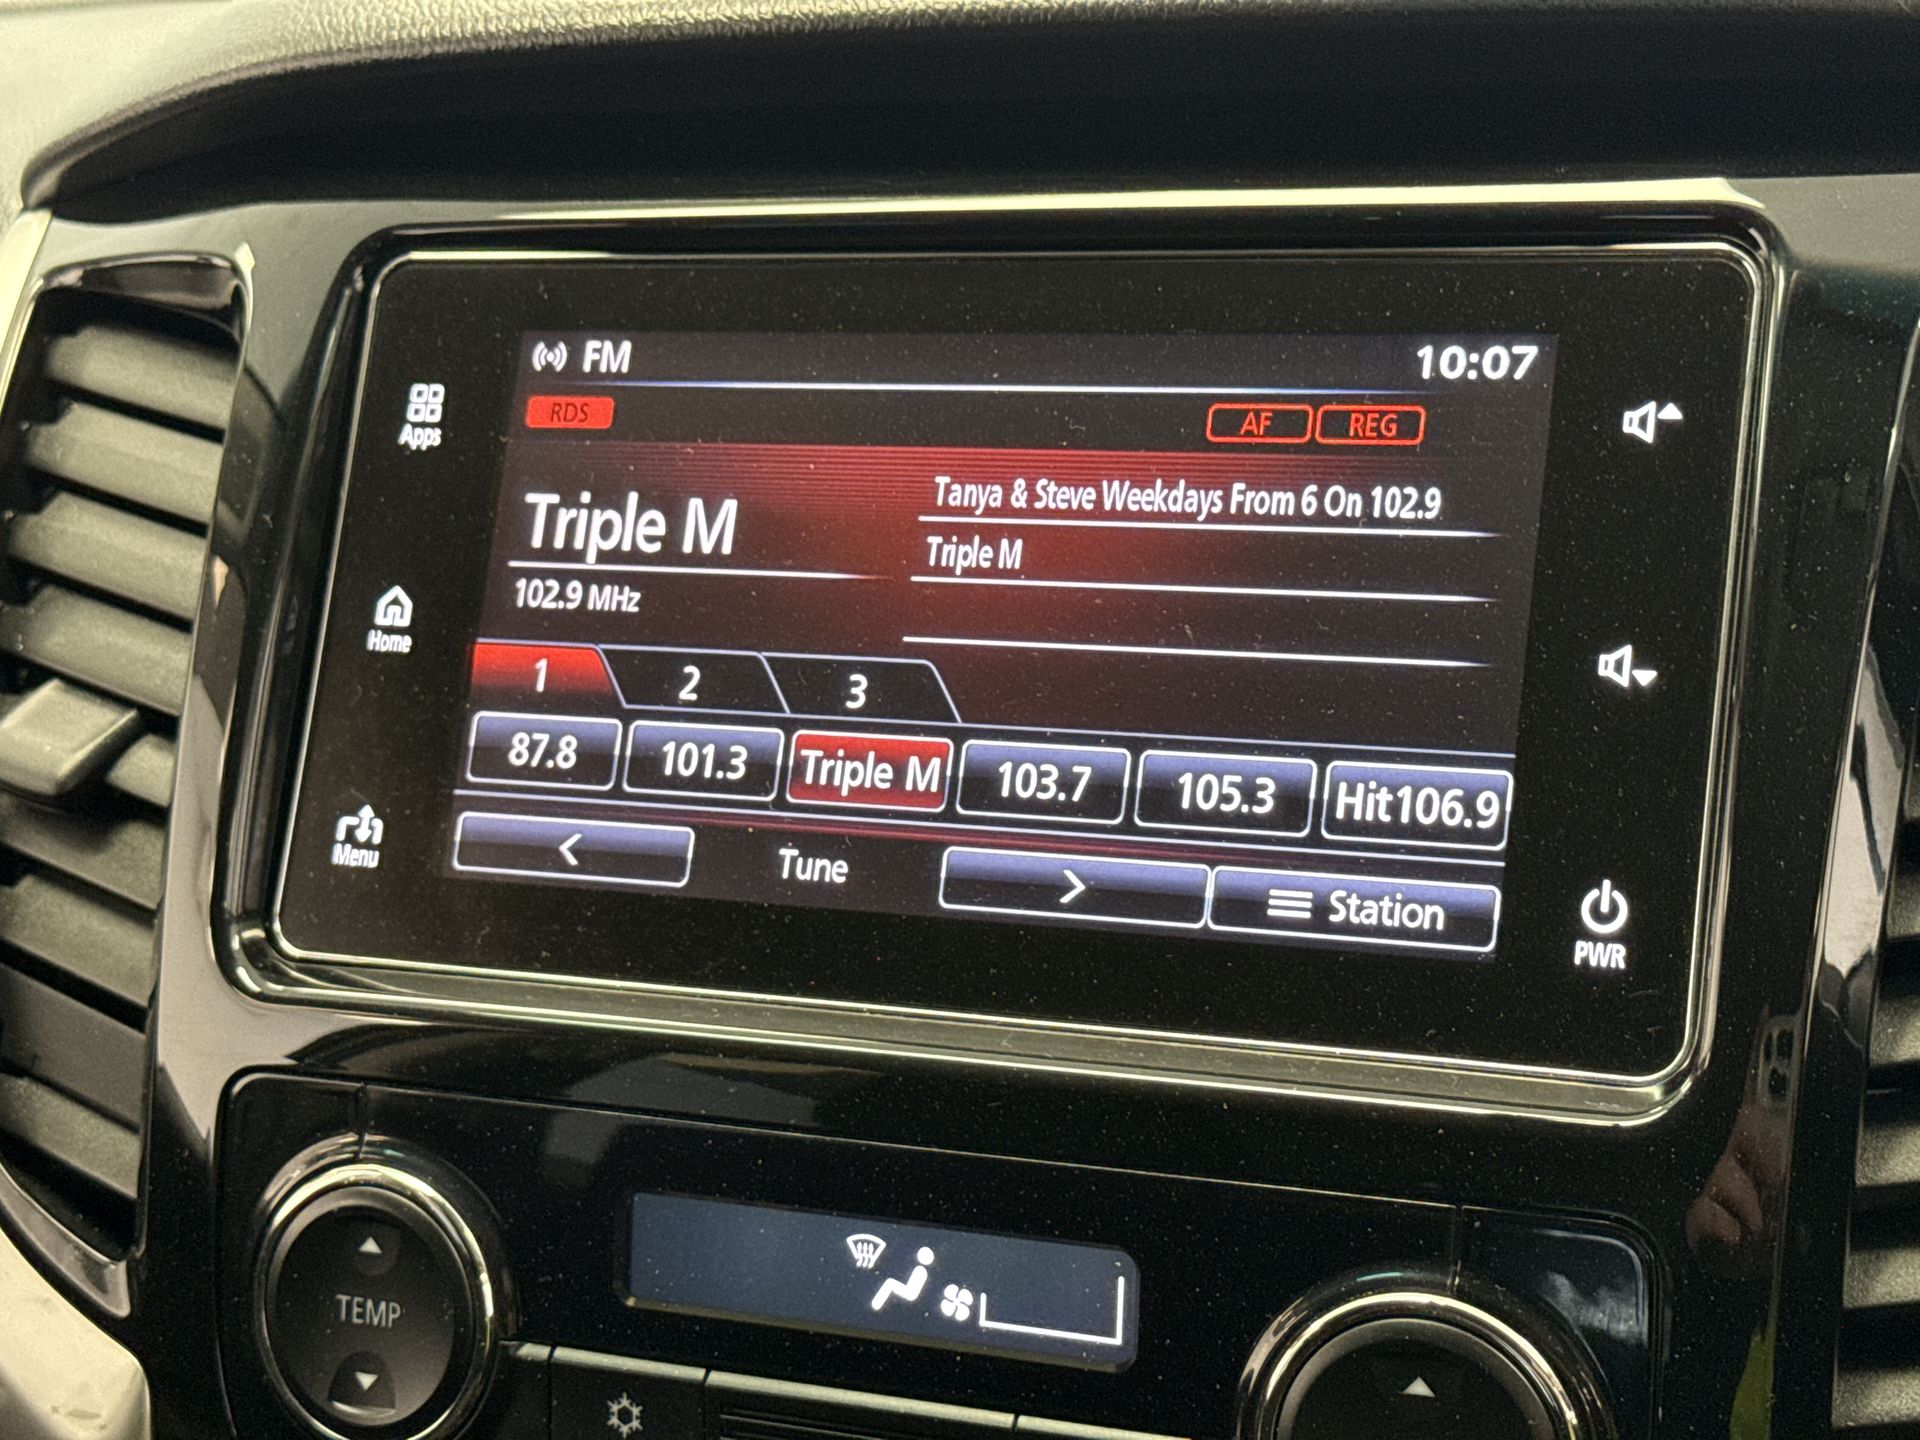 FM
10:07
RDS
AF
REG
Apps
Triple M
Tanya & Steve Weekdays From 6 On 102.9
Triple M
102.9 MHz
Home
1
2
3
87.8
101.3
Triple M
103.7
105.3
Hit106.9
Menu
Tune
Station
PWR
TEMP